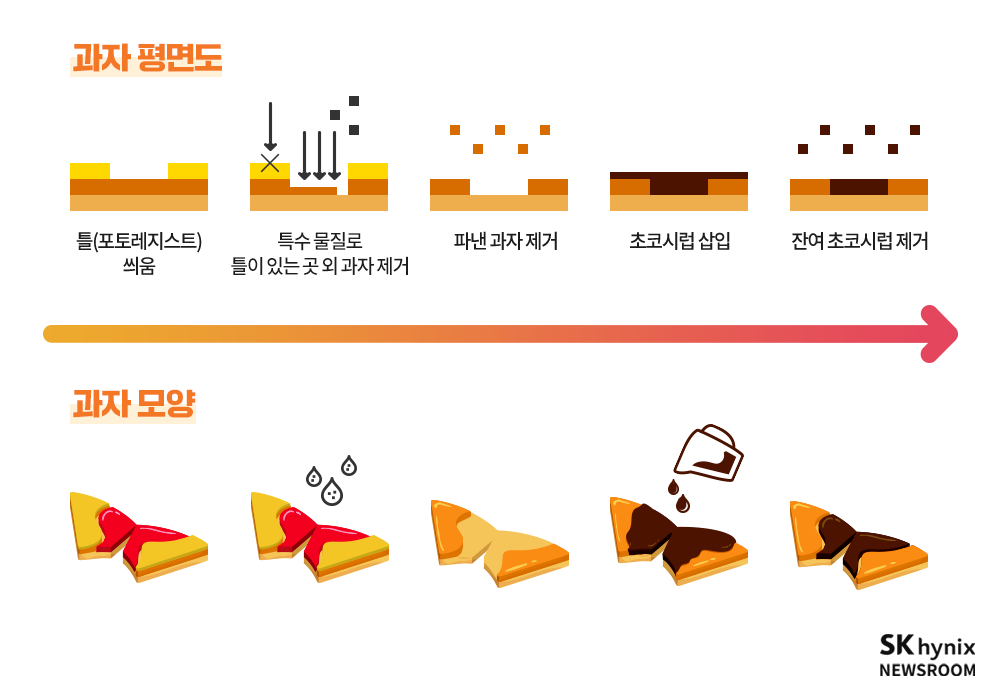 과자 평면도
틀(포토레지스트)
씌움
특수 물질로
틀이 있는 곳 외 과자 제거
파낸 과자 제거
초코시럽 삽입
잔여 초코시럽 제거
과자 모양
SK hynix
NEWSROOM